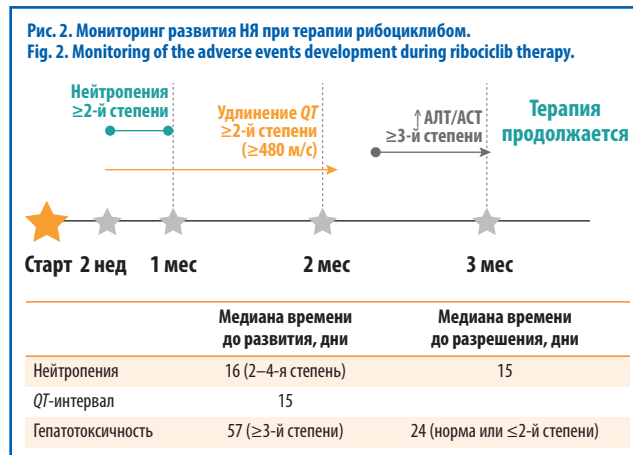 Рис. 2. Мониторинг развития НЯ при терапии рибоциклибом.
Fig. 2. Monitoring of the adverse events development during ribociclib therapy.
Нейтропения
≥2-й степени
Удлинение QT
≥2-й степени
(≥480 м/с)
↑ АЛТ/АСТ
≥3-й степени
Терапия
продолжается
Старт 2 нед 1 мес 2 мес 3 мес
Медиана времени
до развития, дни
Медиана времени
до разрешения, дни
Нейтропения 16 (2–4-я степень) 15
QT-интервал 15
Гепатотоксичность 57 (≥3-й степени) 24 (норма или ≤2-й степени)